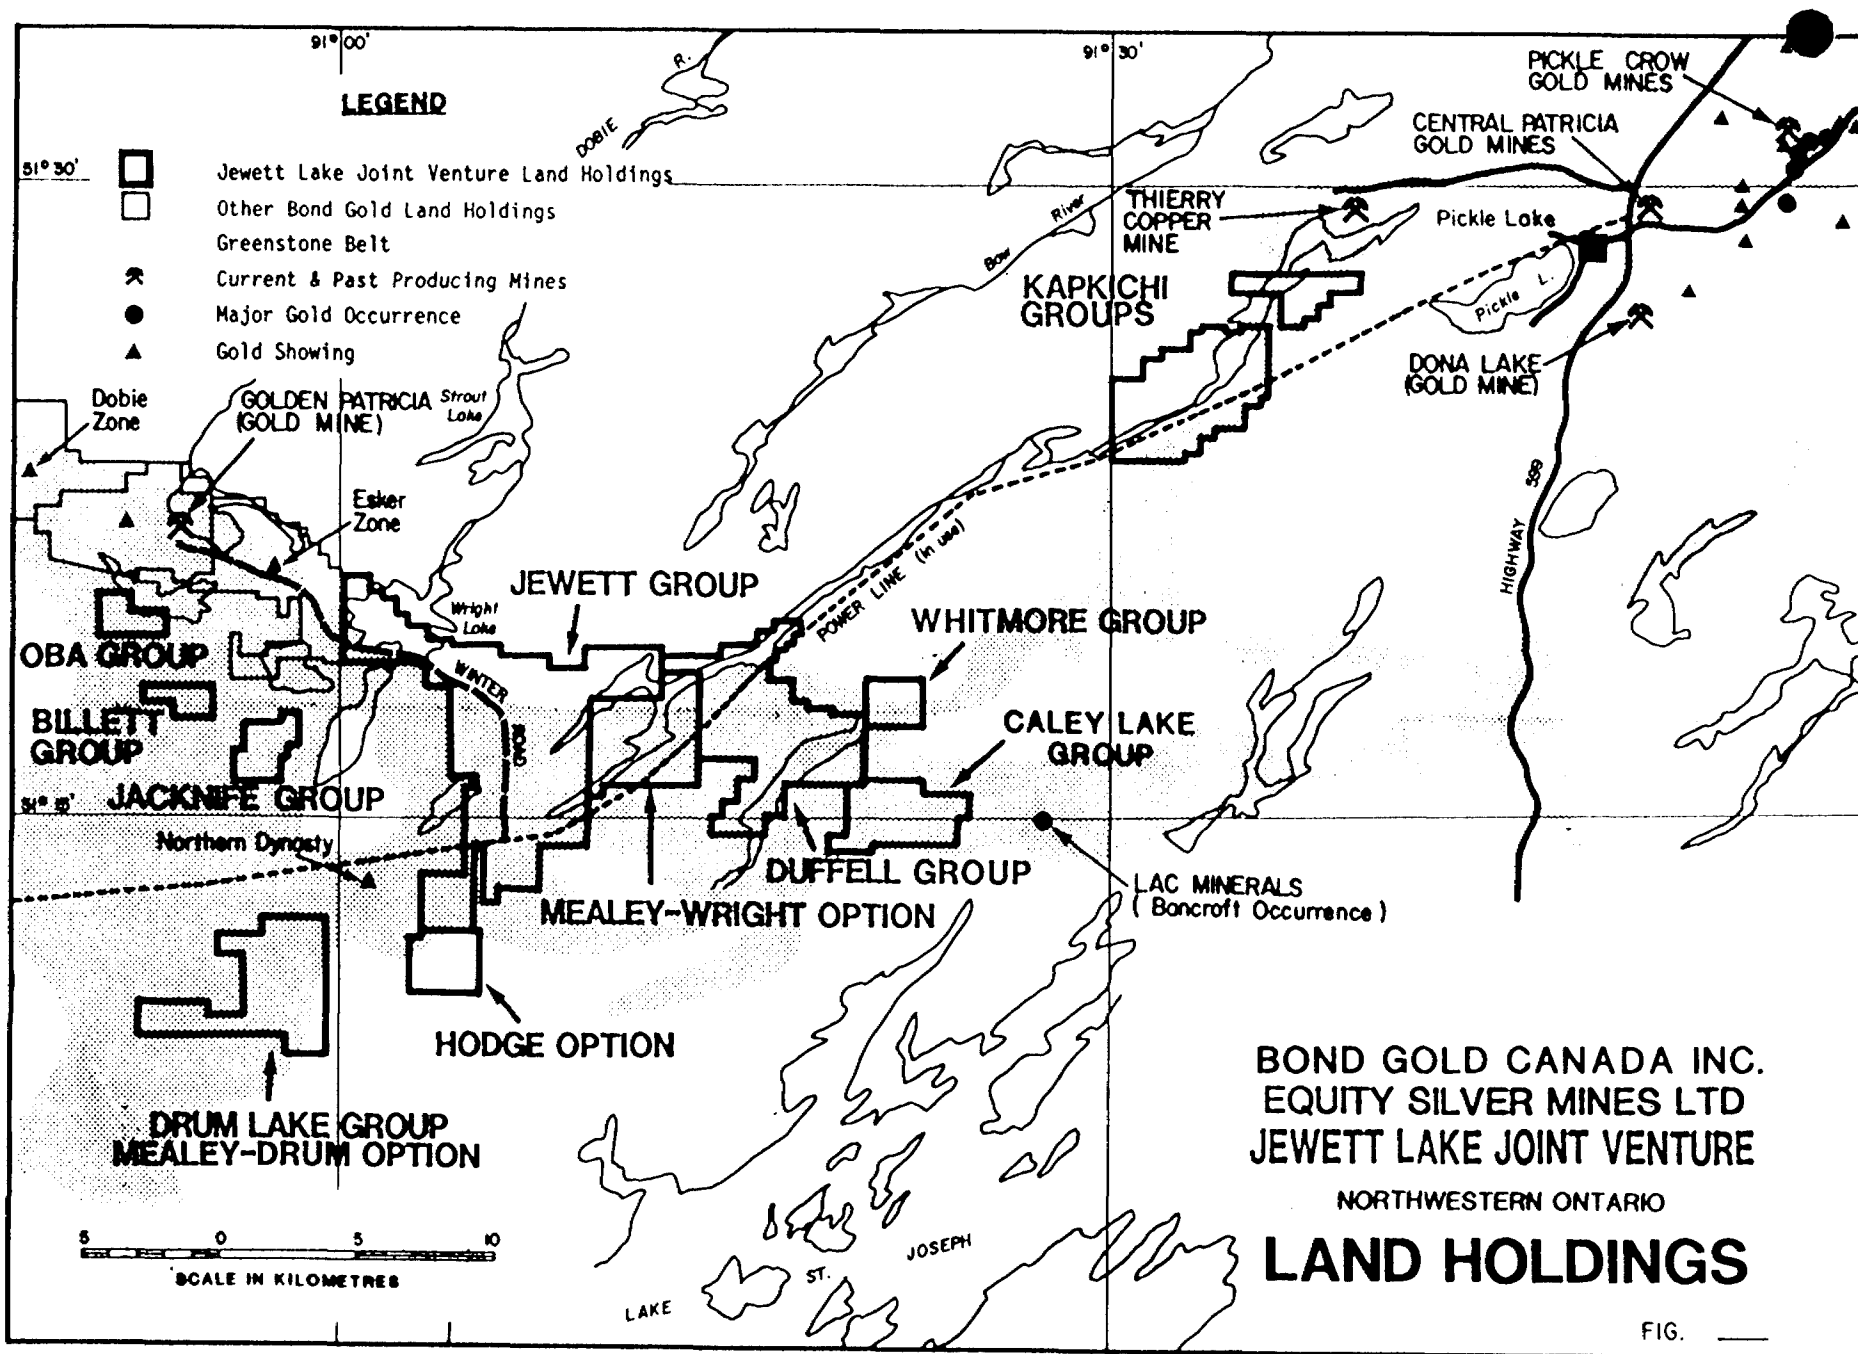 91° 00'
91° 30'
LEGEND
51° 30'
Jewett Lake Joint Venture Land Holdings
Other Bond Gold Land Holdings
Greenstone Belt
Current & Past Producing Mines
Major Gold Occurrence
Gold Showing
DOBIE R.
Bow River
PICKLE CROW
GOLD MINES
CENTRAL PATRICIA
GOLD MINES
THIERRY
COPPER
MINE
Pickle Lake
Pickle L.
KAPKICHI
GROUPS
DONA LAKE
(GOLD MINE)
Dobie
Zone
GOLDEN PATRICIA
(GOLD MINE)
Strout
Lake
Esker
Zone
HIGHWAY 599
POWER LINE (in use)
JEWETT GROUP
Wright
Lake
WHITMORE GROUP
OBA GROUP
WINTER ROAD
BILLETT
GROUP
CALEY LAKE
GROUP
JACKNIFE GROUP
51° 15'
Northern Dynasty
DUFFELL GROUP
LAC MINERALS
( Bancroft Occurrence )
MEALEY-WRIGHT OPTION
HODGE OPTION
DRUM LAKE GROUP
MEALEY-DRUM OPTION
BOND GOLD CANADA INC.
EQUITY SILVER MINES LTD
JEWETT LAKE JOINT VENTURE
NORTHWESTERN ONTARIO
LAND HOLDINGS
5 0 5 10
SCALE IN KILOMETRES
LAKE ST. JOSEPH
FIG.